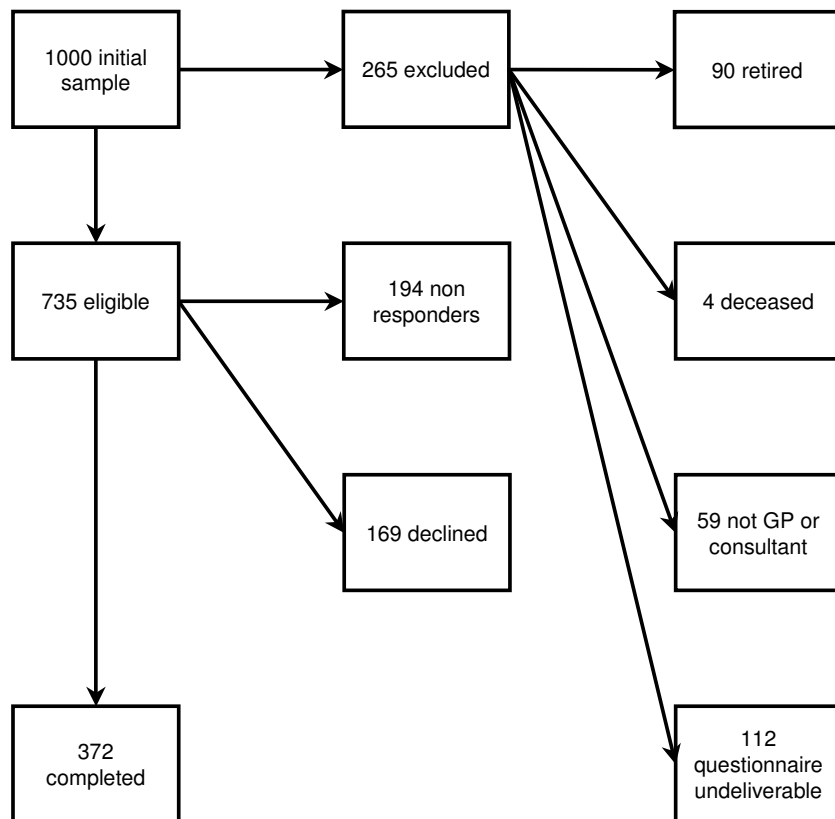 1000 initial
sample
265 excluded
90 retired
735 eligible
194 non
responders
4 deceased
169 declined
59 not GP or
consultant
372
completed
112
questionnaire
undeliverable